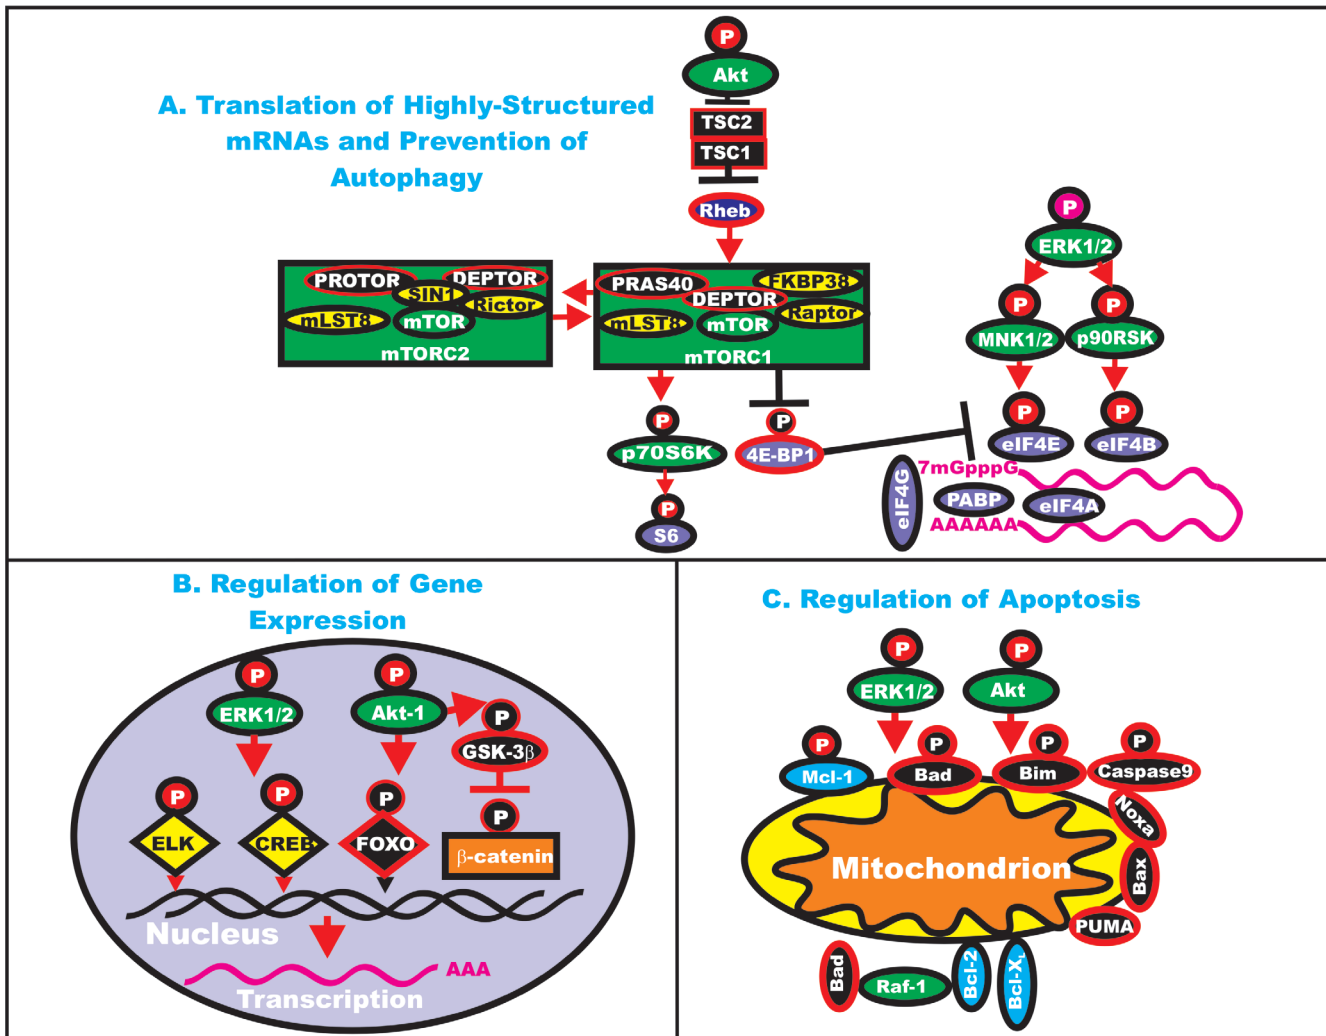 P
Akt
A. Translation of Highly-Structured
mRNAs and Prevention of
Autophagy
TSC2
TSC1
Rheb
P
ERK1/2
PROTOR
DEPTOR
SIN1
Rictor
mLST8
mTOR
mTORC2
PRAS40
FKBP38
DEPTOR
mLST8
mTOR
Raptor
mTORC1
P
P
MNK1/2
p90RSK
P
p70S6K
P
4E-BP1
P
eIF4E
P
eIF4B
P
S6
eIF4G
7mGpppG
PABP
eIF4A
AAAAAA
B. Regulation of Gene
Expression
P
ERK1/2
P
Akt-1
P
GSK-3β
P
ELK
P
CREB
P
FOXO
P
β-catenin
Nucleus
AAA
Transcription
C. Regulation of Apoptosis
P
ERK1/2
P
Akt
P
Mcl-1
P
Bad
P
Bim
P
Caspase9
Noxa
Bax
PUMA
Mitochondrion
Bad
Raf-1
Bcl-2
Bcl-XL